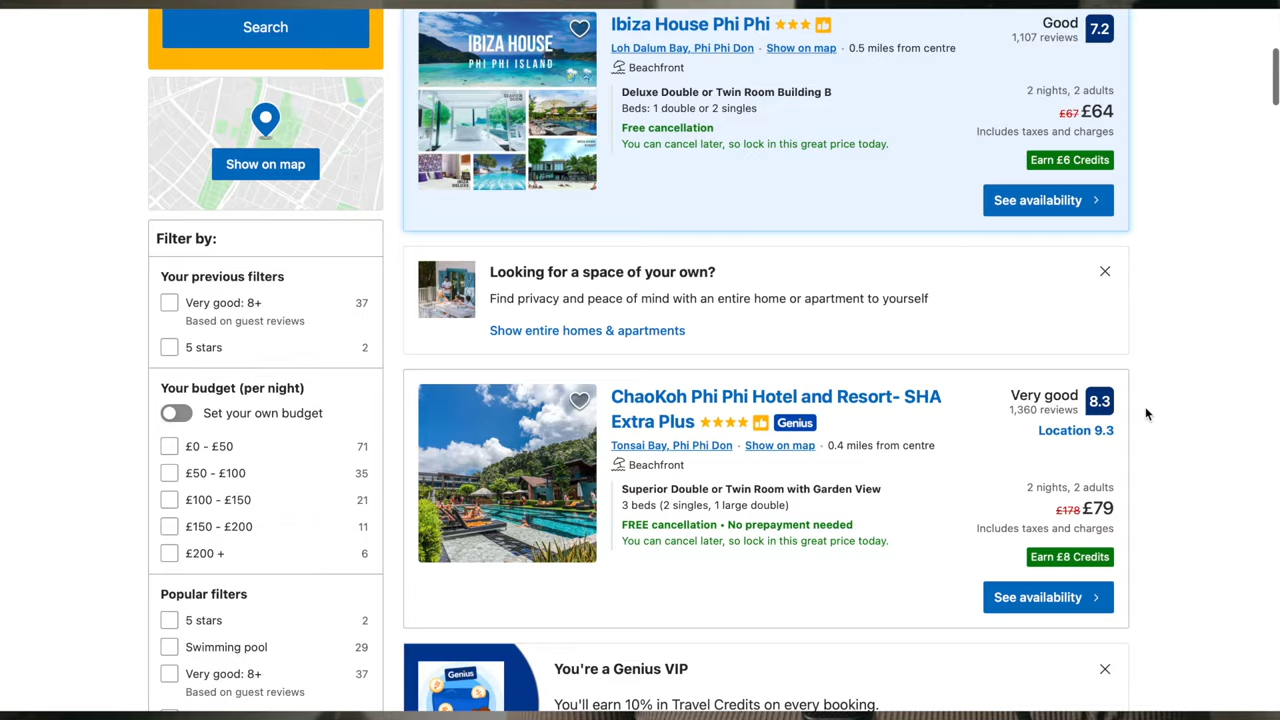 Search
Show on map
Filter by:
Your previous filters
Very good: 8+ 37
Based on guest reviews
5 stars 2
Your budget (per night)
Set your own budget
£0 - £50 71
£50 - £100 35
£100 - £150 21
£150 - £200 11
£200 + 6
Popular filters
5 stars 2
Swimming pool 29
Very good: 8+ 37
Based on guest reviews
IBIZA HOUSE
PHI PHI ISLAND
Ibiza House Phi Phi
Good 7.2
1,107 reviews
Loh Dalum Bay, Phi Phi Don · Show on map · 0.5 miles from centre
Beachfront
Deluxe Double or Twin Room Building B
Beds: 1 double or 2 singles
Free cancellation
You can cancel later, so lock in this great price today.
2 nights, 2 adults
£67 £64
Includes taxes and charges
Earn £6 Credits
See availability
Looking for a space of your own?
Find privacy and peace of mind with an entire home or apartment to yourself
Show entire homes & apartments
ChaoKoh Phi Phi Hotel and Resort- SHA
Extra Plus Genius
Very good 8.3
1,360 reviews
Location 9.3
Tonsai Bay, Phi Phi Don · Show on map · 0.4 miles from centre
Beachfront
Superior Double or Twin Room with Garden View
3 beds (2 singles, 1 large double)
FREE cancellation • No prepayment needed
You can cancel later, so lock in this great price today.
2 nights, 2 adults
£178 £79
Includes taxes and charges
Earn £8 Credits
See availability
Genius
You're a Genius VIP
You'll earn 10% in Travel Credits on every booking.